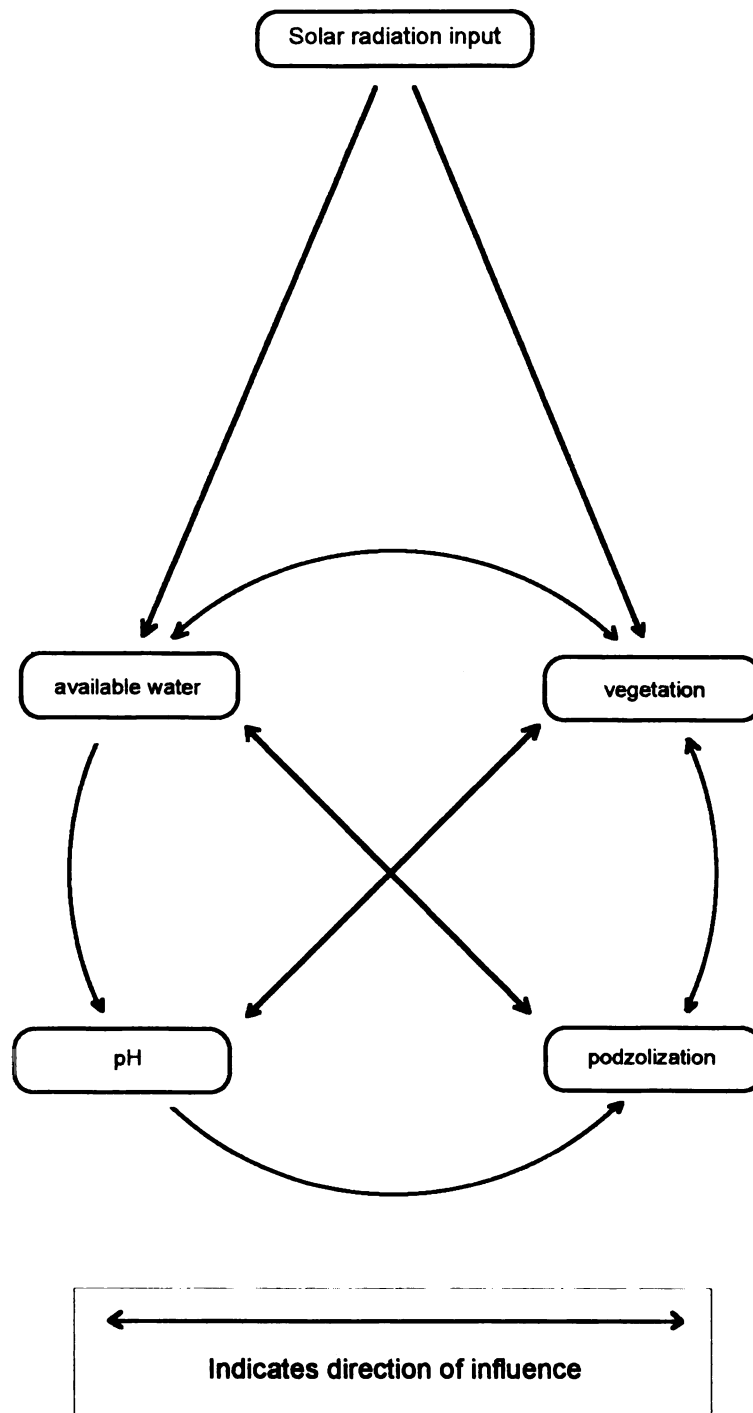 Solar radiation input
available water
vegetation
pH
podzolization
Indicates direction of influence